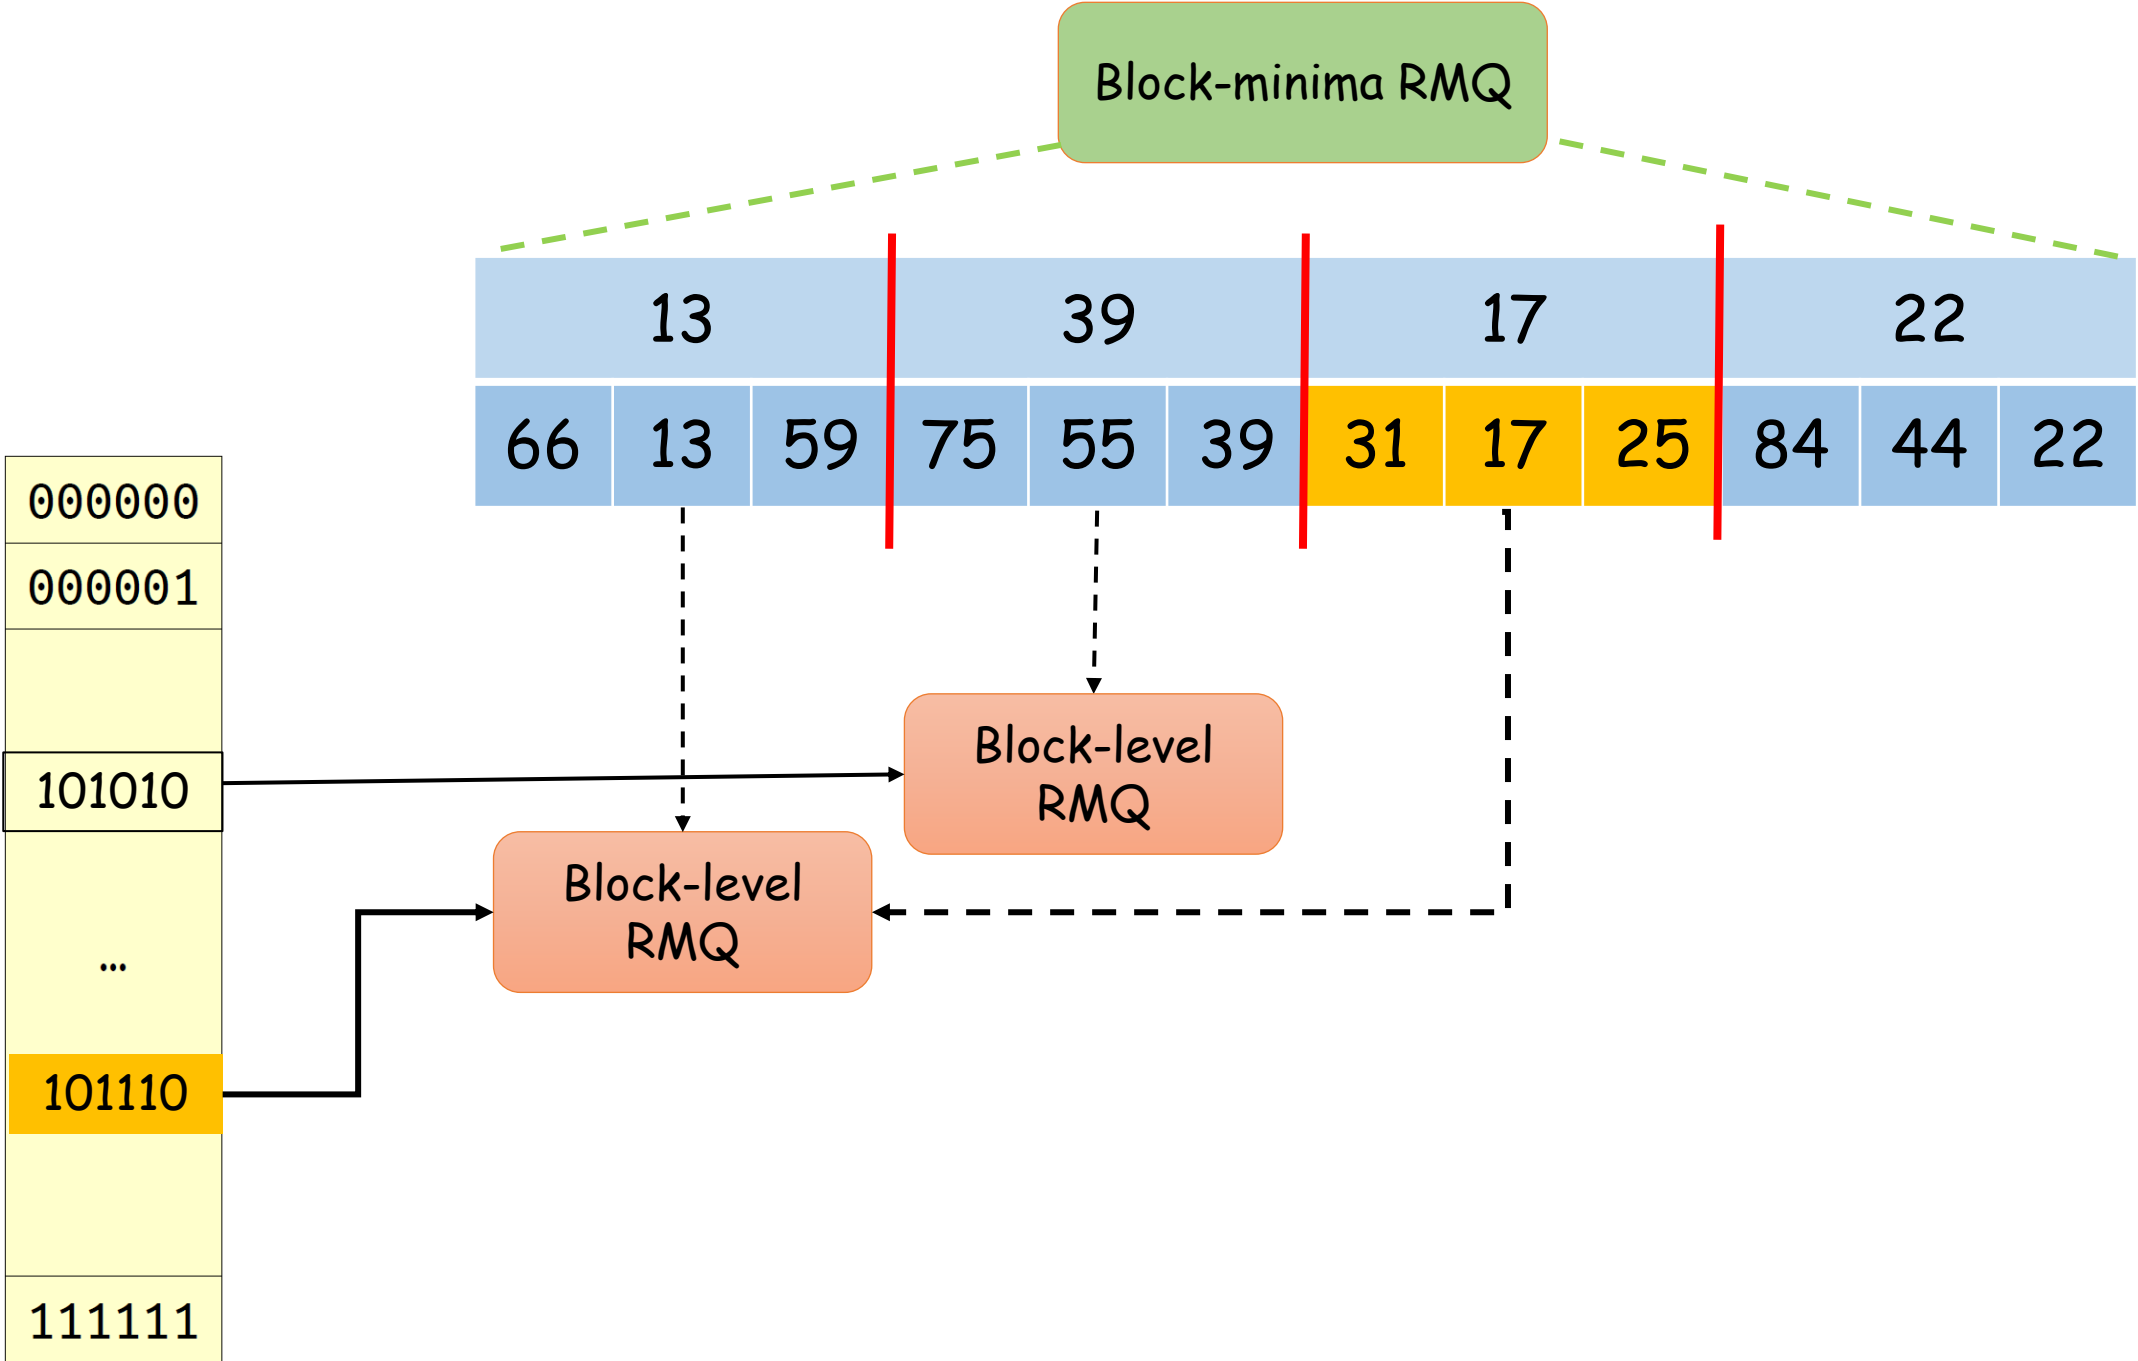 Block-minima RMQ
13 39 17 22
66 13 59 75 55 39 31 17 25 84 44 22
000000
000001
101010
...
101110
111111
Block-level
RMQ
Block-level
RMQ